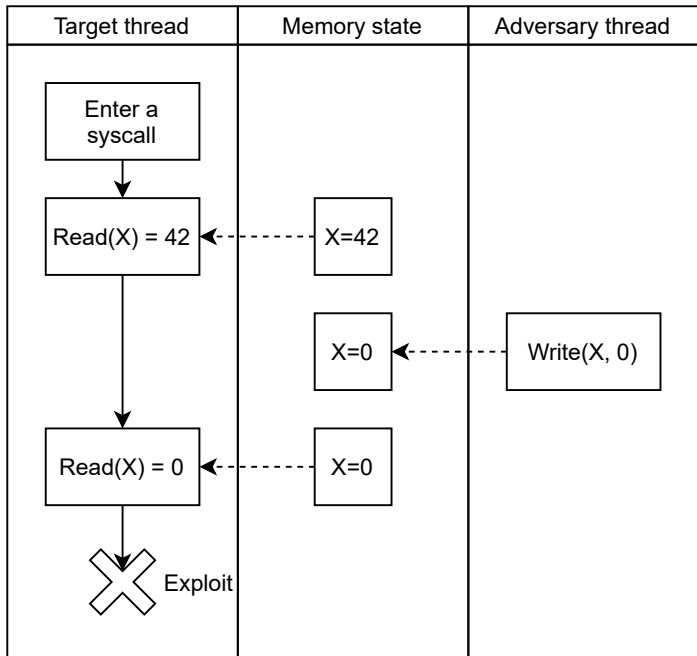 Target thread
Memory state
Adversary thread
Enter a
syscall
Read(X) = 42
X=42
X=0
Write(X, 0)
Read(X) = 0
X=0
Exploit